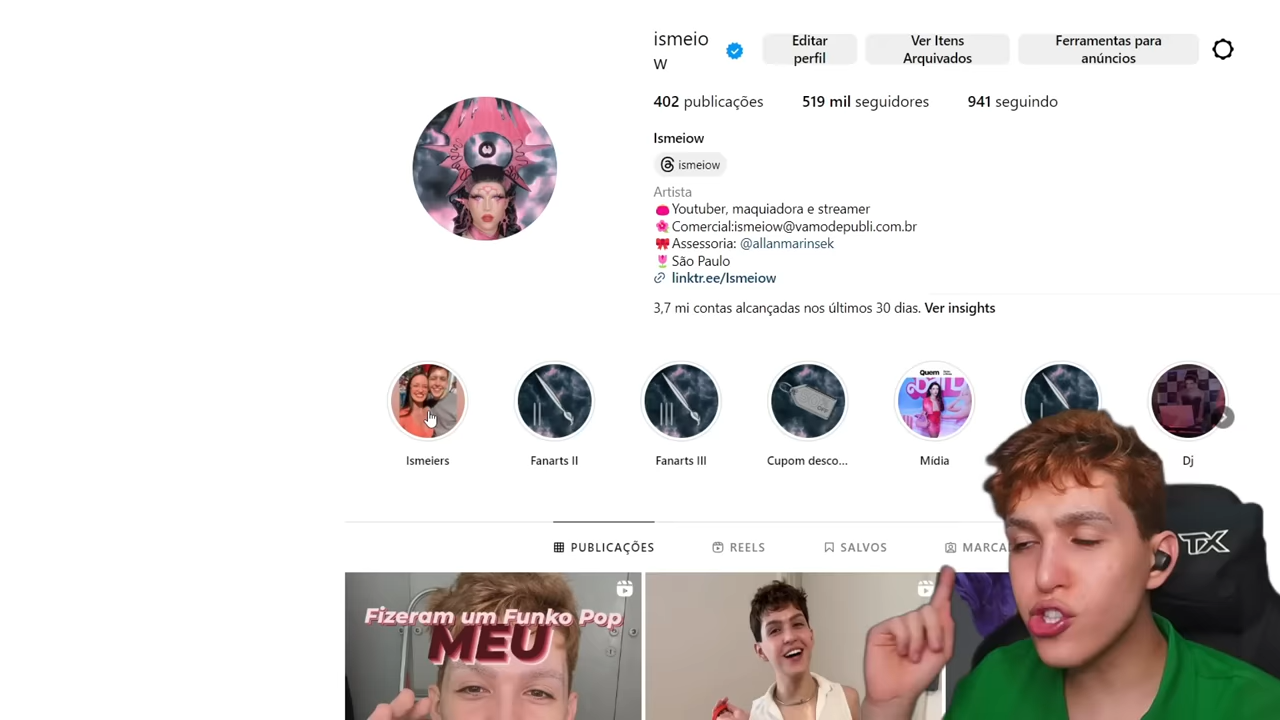 ismeio
w
Editar
perfil
Ver Itens
Arquivados
Ferramentas para
anúncios
402 publicações
519 mil seguidores
941 seguindo
Ismeiow
ismeiow
Artista
Youtuber, maquiadora e streamer
Comercial:ismeiow@vamodepubli.com.br
Assessoria: @allanmarinsek
São Paulo
linktr.ee/Ismeiow
3,7 mi contas alcançadas nos últimos 30 dias. Ver insights
Quem
Ismeiers
Fanarts II
Fanarts III
Cupom desco...
Mídia
Dj
PUBLICAÇÕES
REELS
SALVOS
MARCA
Fizeram um Funko Pop
MEU
TX